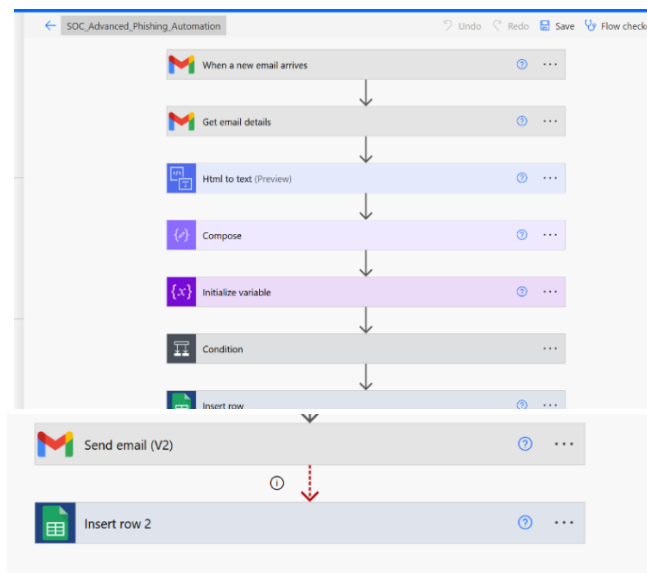 SOC_Advanced_Phishing_Automation Undo Redo Save Flow checke
When a new email arrives
Get email details
Html to text (Preview)
Compose
{x} Initialize variable
Condition
Insert row
Send email (V2)
Insert row 2